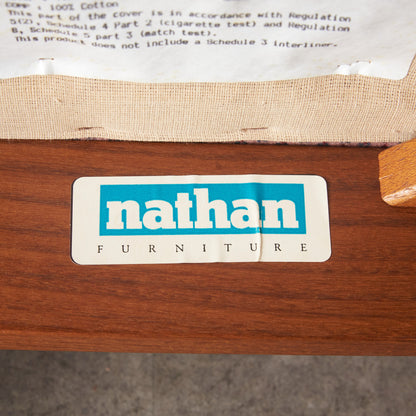 COMP : 100% Cotton
This part of the cover is in accordance with Regulation
5(2), Schedule 4 Part 2 (cigarette test) and Regulation
8, Schedule 5 part 3 (match test).
This product does not include a Schedule 3 interliner.
nathan
FURNITURE